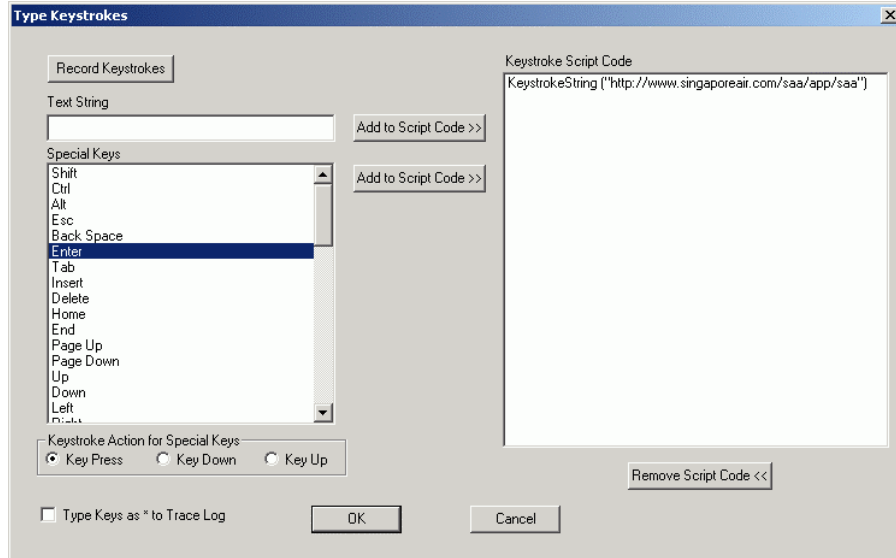 Type Keystrokes
Record Keystrokes
Text String
Add to Script Code >>
Special Keys
Add to Script Code >>
Shift
Ctrl
Alt
Esc
Back Space
Enter
Tab
Insert
Delete
Home
End
Page Up
Page Down
Up
Down
Left
Right
Keystroke Action for Special Keys
Key Press Key Down Key Up
Type Keys as * to Trace Log
OK
Cancel
Keystroke Script Code
KeystrokeString ("http://www.singaporeair.com/saa/app/saa")
Remove Script Code <<